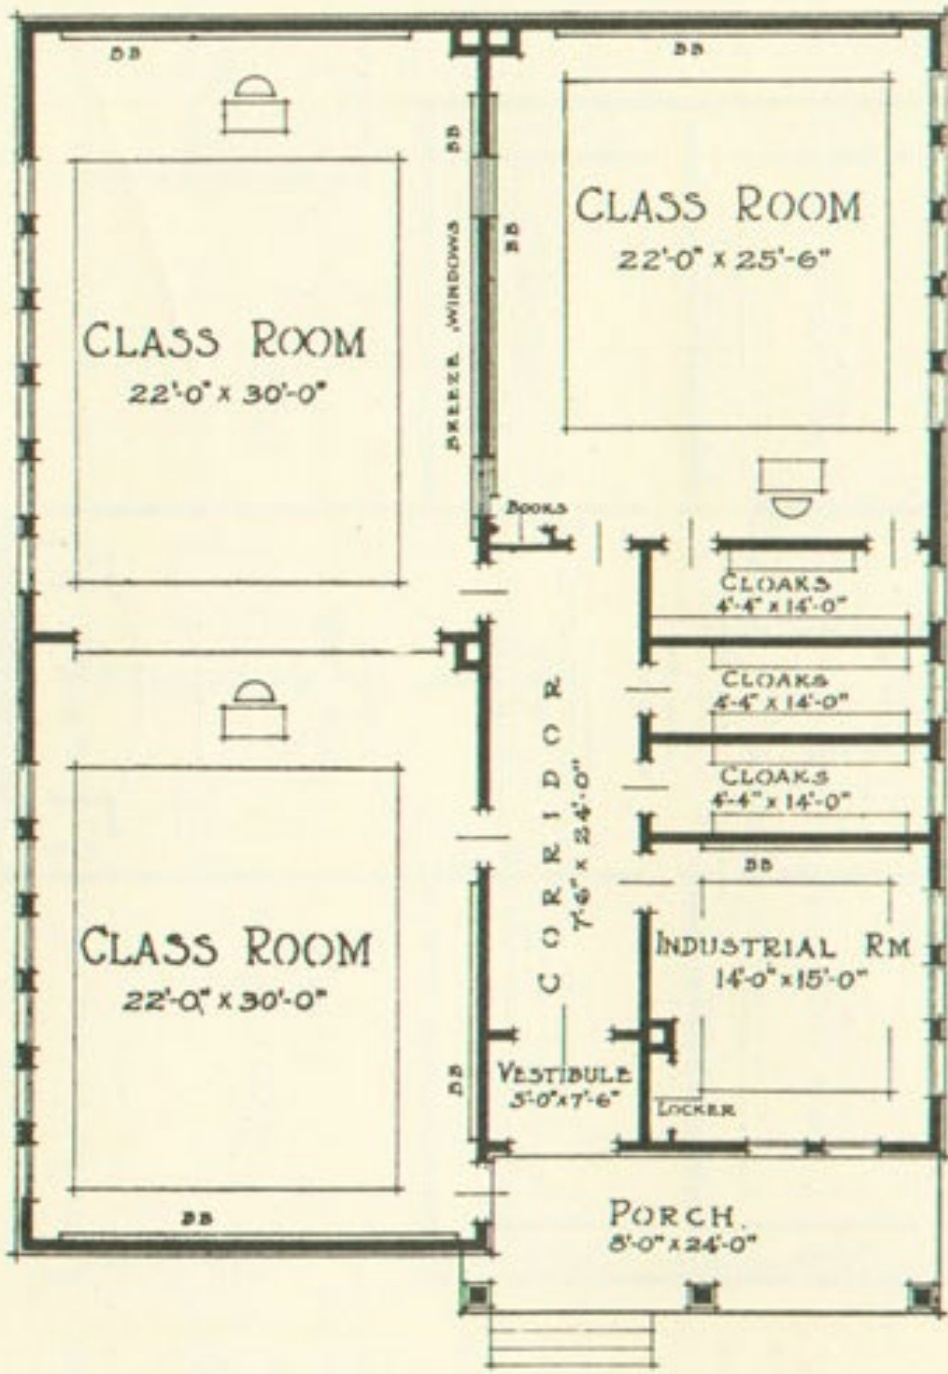 BB
BB
BB
BB
CLASS ROOM
22'-0" x 25'-6"
BREEZE WINDOWS
CLASS ROOM
22'-0" x 30'-0"
BOOKS
CLOAKS
4'-4" x 14'-0"
CLOAKS
4'-4" x 14'-0"
CLOAKS
4'-4" x 14'-0"
CORRIDOR
7'-6" x 24'-0"
BB
CLASS ROOM
22'-0" x 30'-0"
INDUSTRIAL RM
14'-0" x 15'-0"
BB
VESTIBULE
5'-0" x 7'-6"
LOCKER
BB
PORCH.
8'-0" x 24'-0"